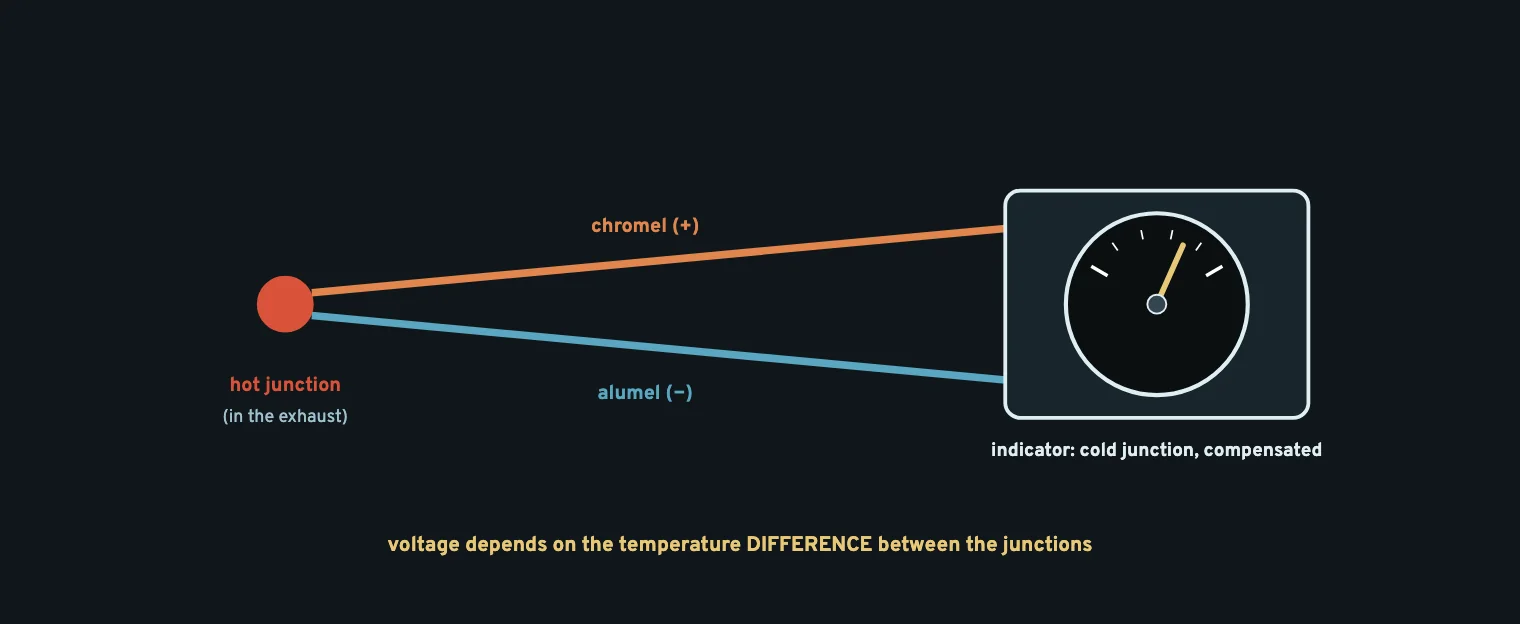 chromel (+)
alumel (−)
hot junction
(in the exhaust)
indicator: cold junction, compensated
voltage depends on the temperature DIFFERENCE between the junctions